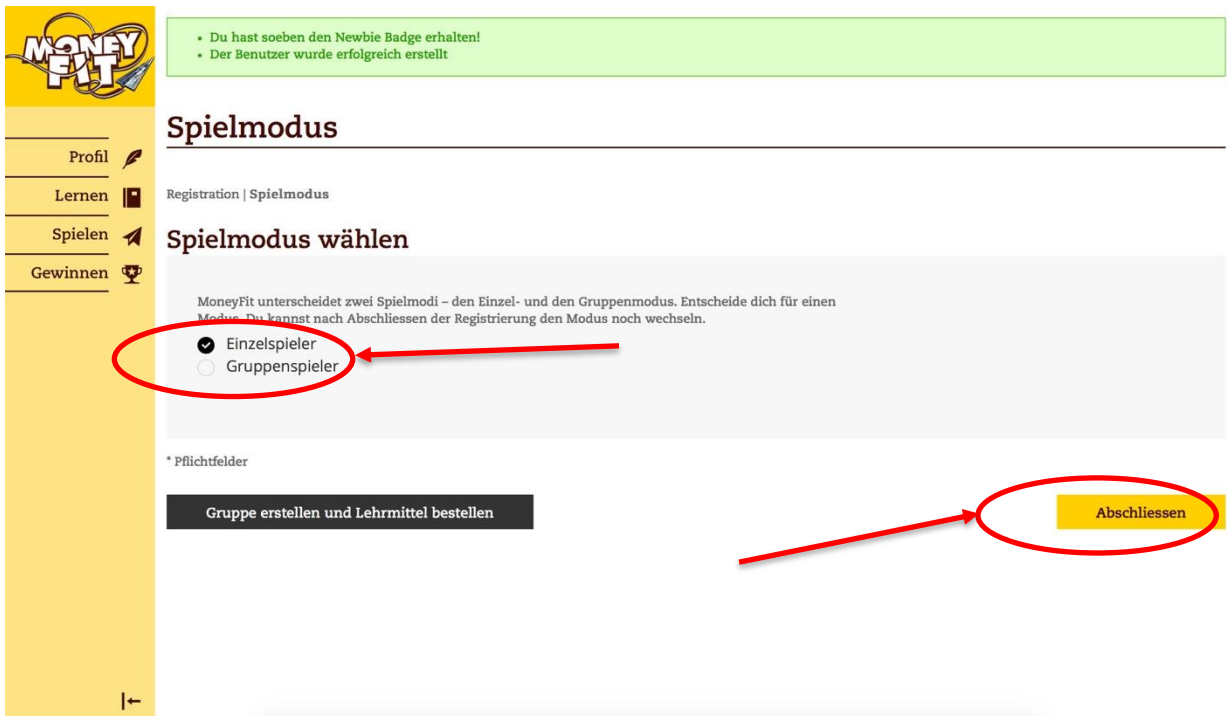 MONEY
FIT
Du hast soeben den Newbie Badge erhalten!
Der Benutzer wurde erfolgreich erstellt
Profil
Lernen
Spielen
Gewinnen
Spielmodus
Registration | Spielmodus
Spielmodus wählen
MoneyFit unterscheidet zwei Spielmodi – den Einzel- und den Gruppenmodus. Entscheide dich für einen
Modus. Du kannst nach Abschliessen der Registrierung den Modus noch wechseln.
Einzelspieler
Gruppenspieler
* Pflichtfelder
Gruppe erstellen und Lehrmittel bestellen
Abschliessen